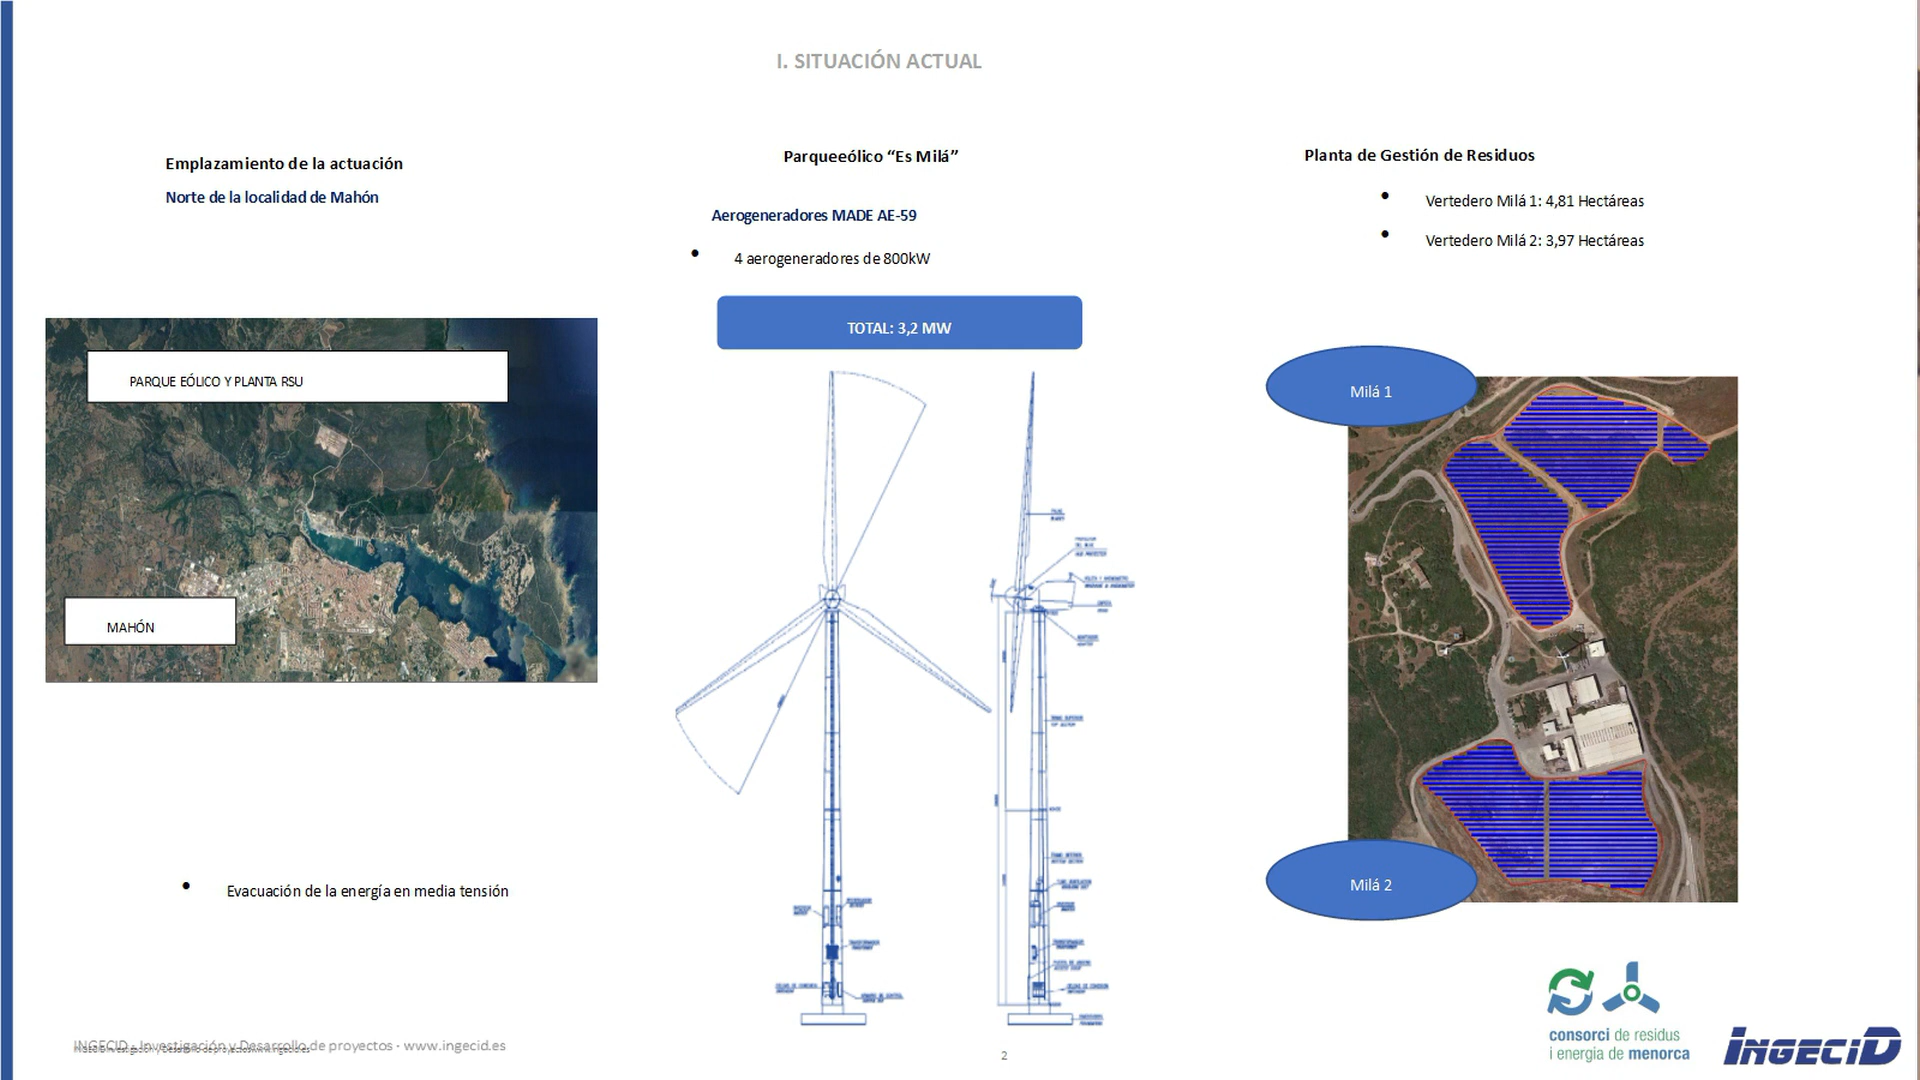 I. SITUACIÓN ACTUAL
Emplazamiento de la actuación
Norte de la localidad de Mahón
PARQUE EÓLICO Y PLANTA RSU
MAHÓN
Evacuación de la energía en media tensión
Parqueeólico “Es Milá”
Aerogeneradores MADE AE-59
4 aerogeneradores de 800kW
TOTAL: 3,2 MW
Planta de Gestión de Residuos
Vertedero Milá 1: 4,81 Hectáreas
Vertedero Milá 2: 3,97 Hectáreas
Milá 1
Milá 2
INGECID · Investigación y Desarrollo de proyectos · www.ingecid.es
2
consorci de residus
i energia de menorca
INGECID